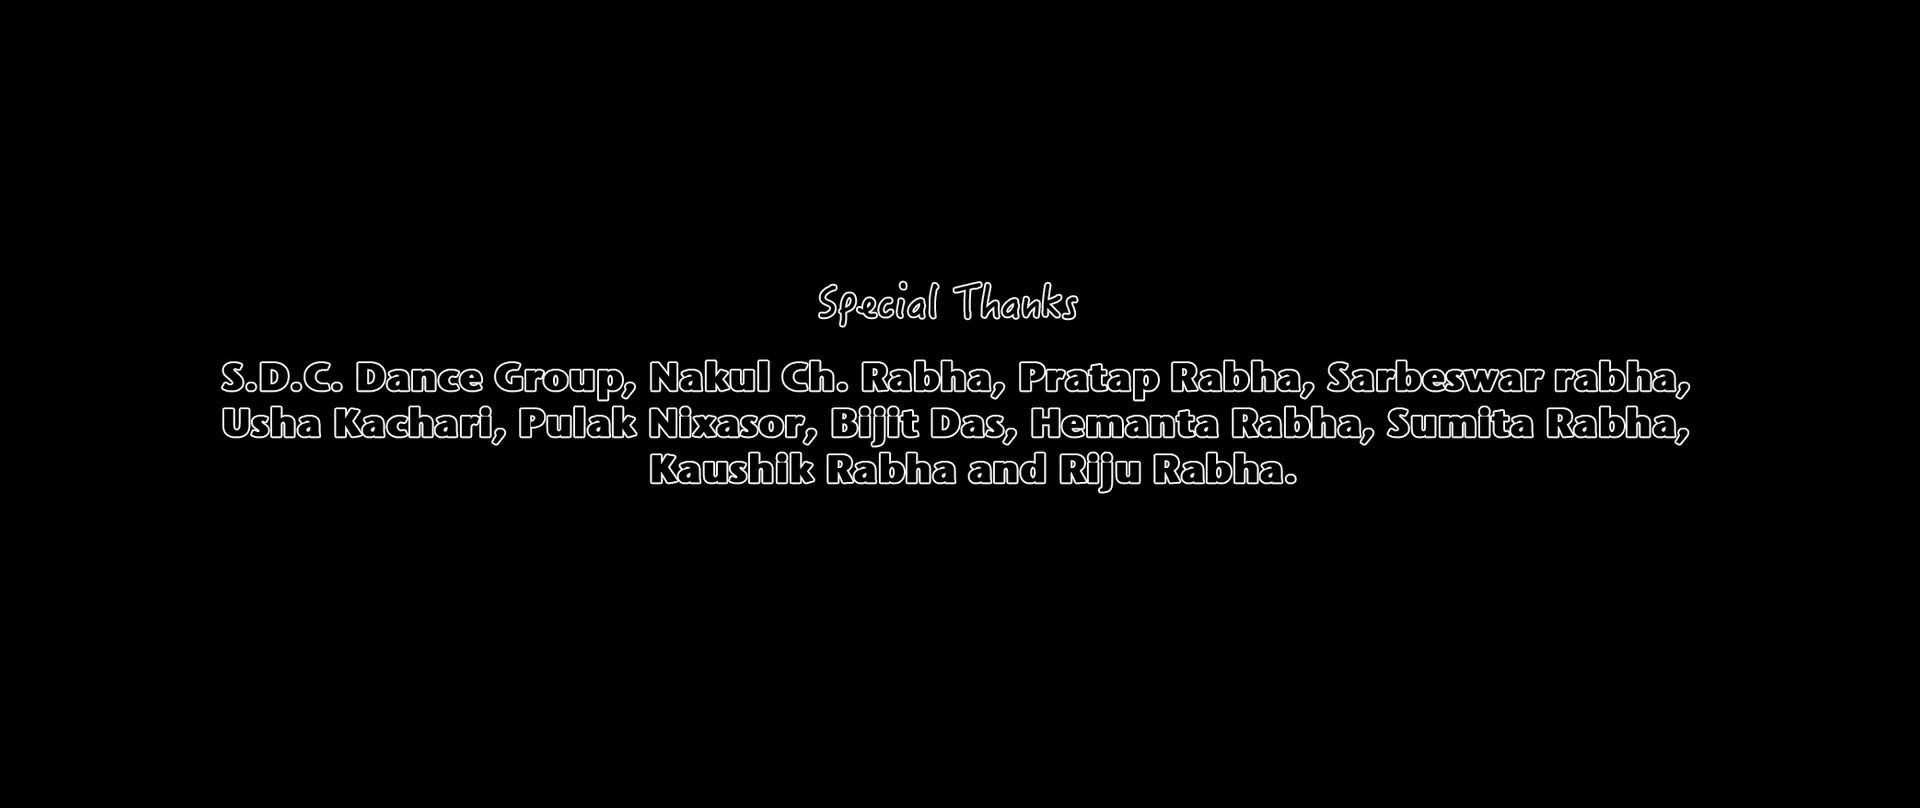 Special Thanks
S.D.C. Dance Group, Nakul Ch. Rabha, Pratap Rabha, Sarbeswar rabha,
Usha Kachari, Pulak Nixasor, Bijit Das, Hemanta Rabha, Sumita Rabha,
Kaushik Rabha and Riju Rabha.